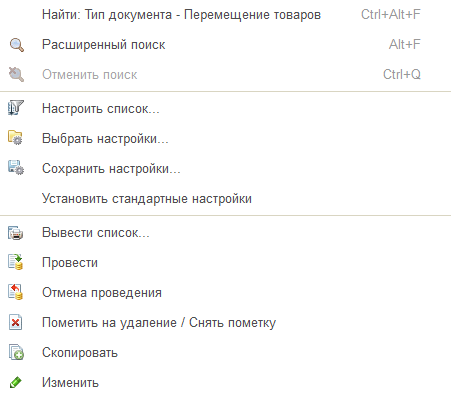 Найти: Тип документа - Перемещение товаров Ctrl+Alt+F
Расширенный поиск Alt+F
Отменить поиск Ctrl+Q
Настроить список...
Выбрать настройки...
Сохранить настройки...
Установить стандартные настройки
Вывести список...
Провести
Отмена проведения
Пометить на удаление / Снять пометку
Скопировать
Изменить